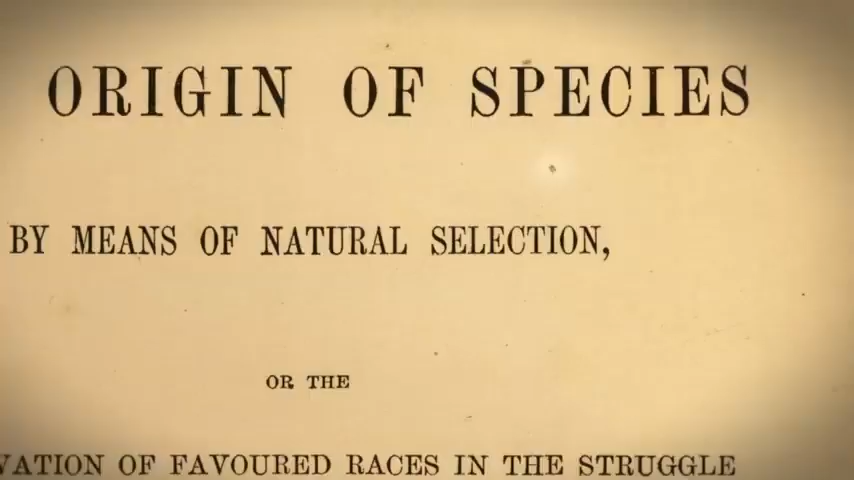 ORIGIN OF SPECIES
BY MEANS OF NATURAL SELECTION,
OR THE
VATION OF FAVOURED RACES IN THE STRUGGLE